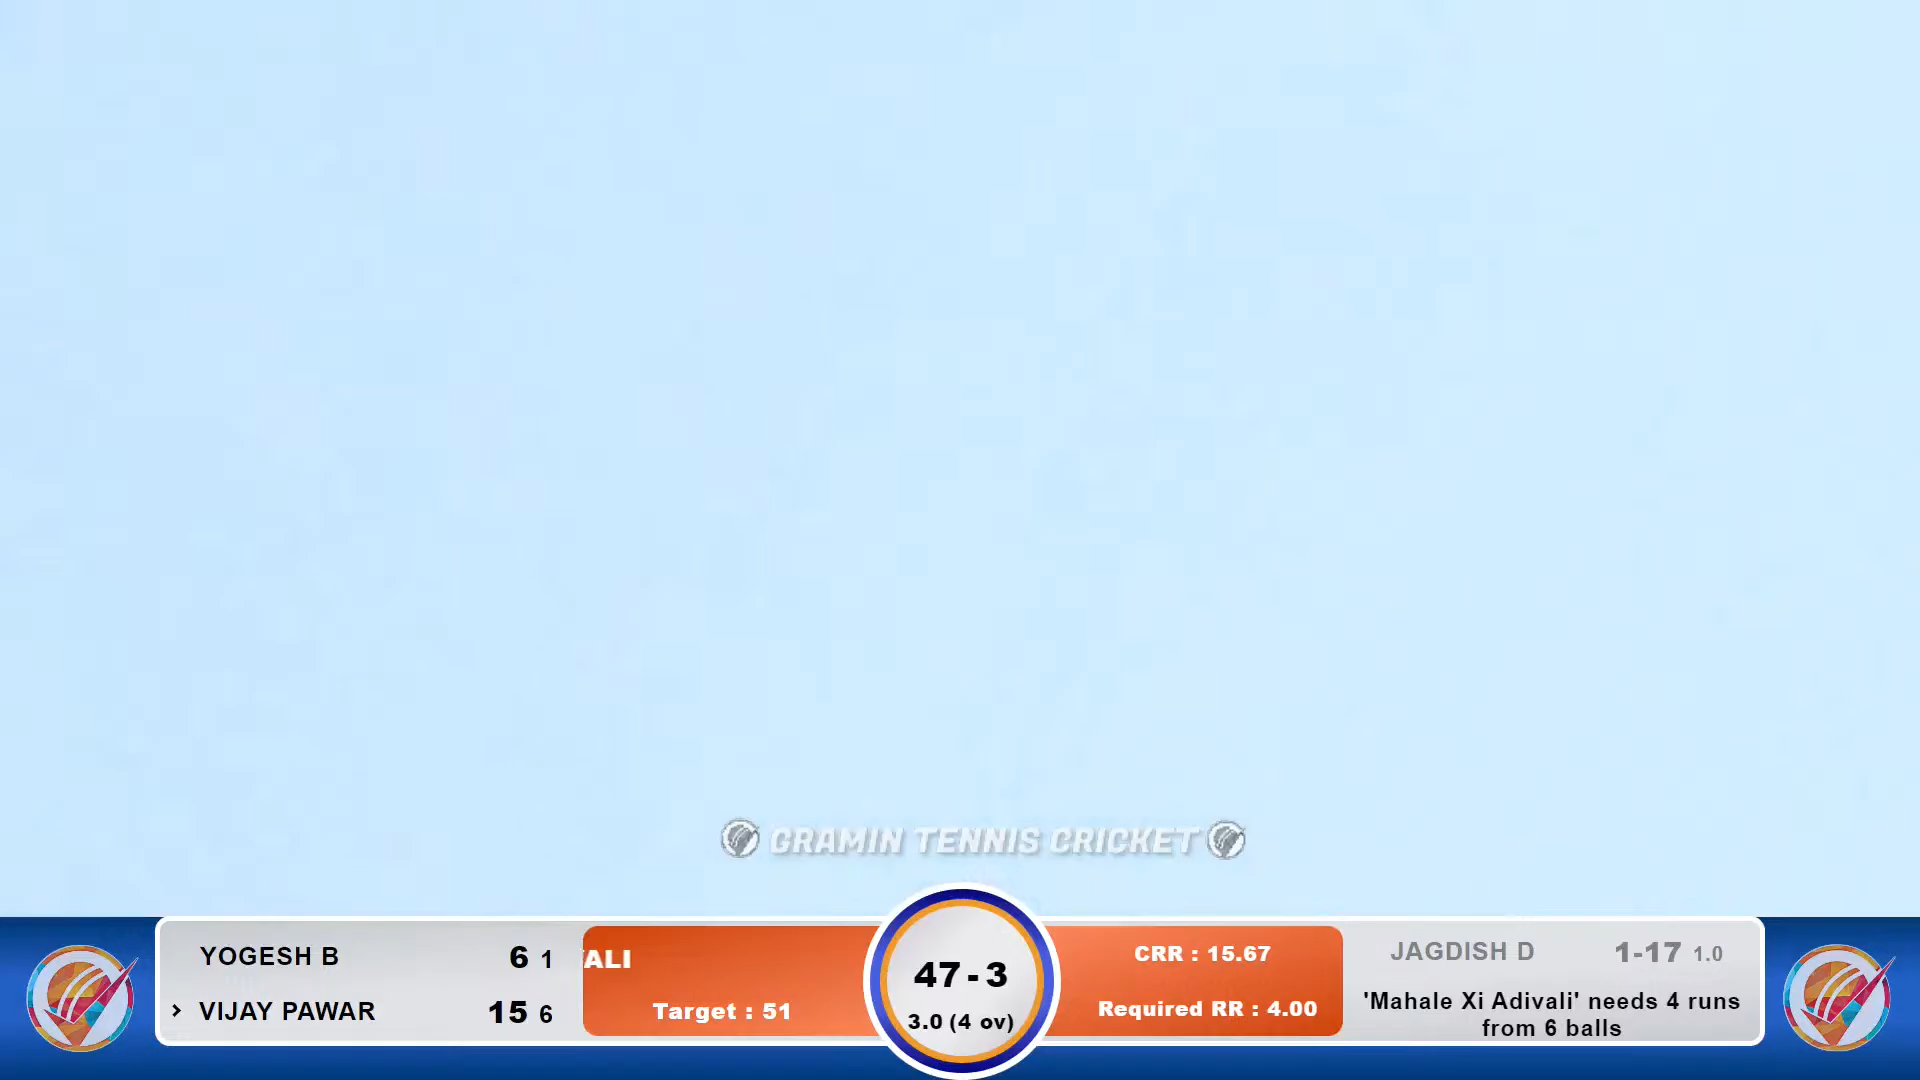 GRAMIN TENNIS CRICKET
YOGESH B 6 1
> VIJAY PAWAR 15 6
ALI
Target : 51
47-3
3.0 (4 ov)
CRR : 15.67
Required RR : 4.00
JAGDISH D 1-17 1.0
'Mahale Xi Adivali' needs 4 runs
from 6 balls